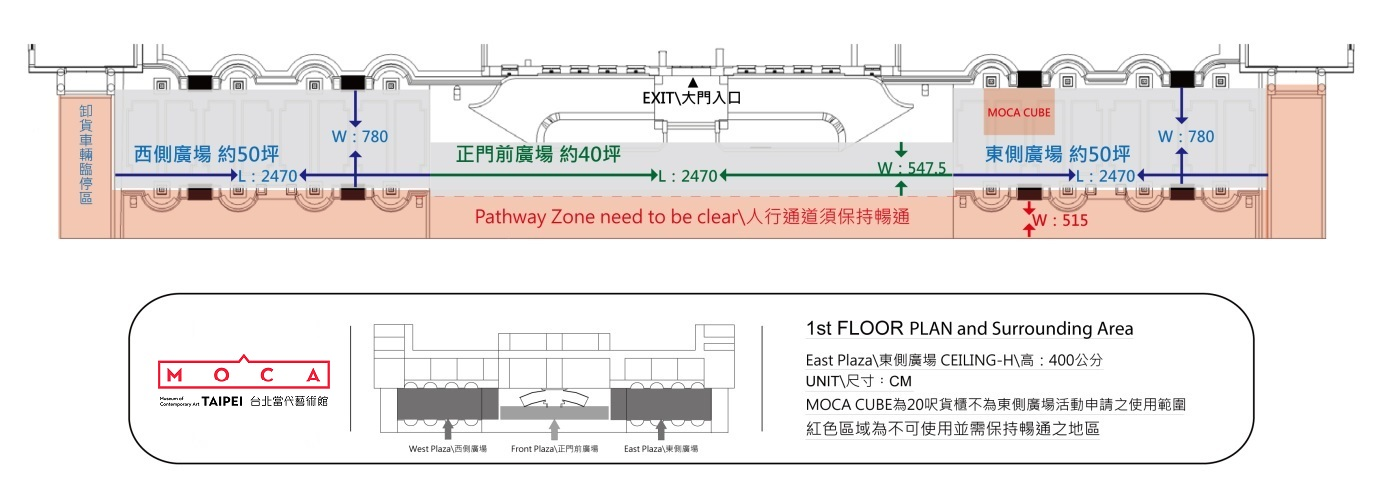 EXIT\大門入口
MOCA CUBE
卸貨車輛臨停區
W：780
W：780
西側廣場 約50坪
正門前廣場 約40坪
東側廣場 約50坪
W：547.5
L：2470
L：2470
L：2470
Pathway Zone need to be clear\人行通道須保持暢通
W：515
MOCA
Museum of
Contemporary Art TAIPEI 台北當代藝術館
West Plaza\西側廣場
Front Plaza\正門前廣場
East Plaza\東側廣場
1st FLOOR PLAN and Surrounding Area
East Plaza\東側廣場 CEILING-H\高：400公分
UNIT\尺寸：CM
MOCA CUBE為20呎貨櫃不為東側廣場活動申請之使用範圍
紅色區域為不可使用並需保持暢通之地區